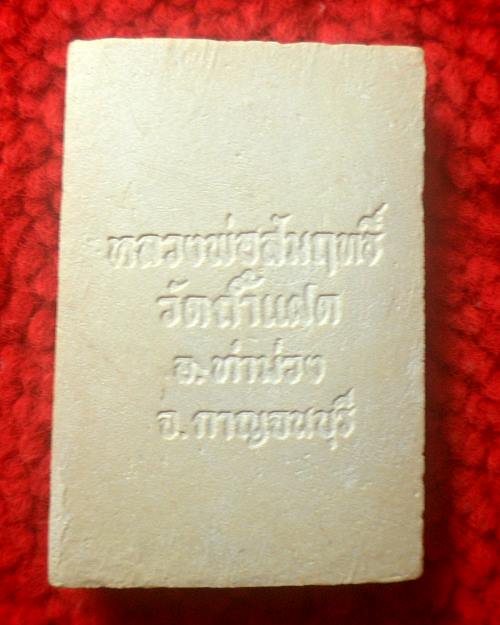 หลวงพ่อสัมฤทธิ์
วัดถ้ำแฝด
อ.ท่าม่วง
จ.กาญจนบุรี